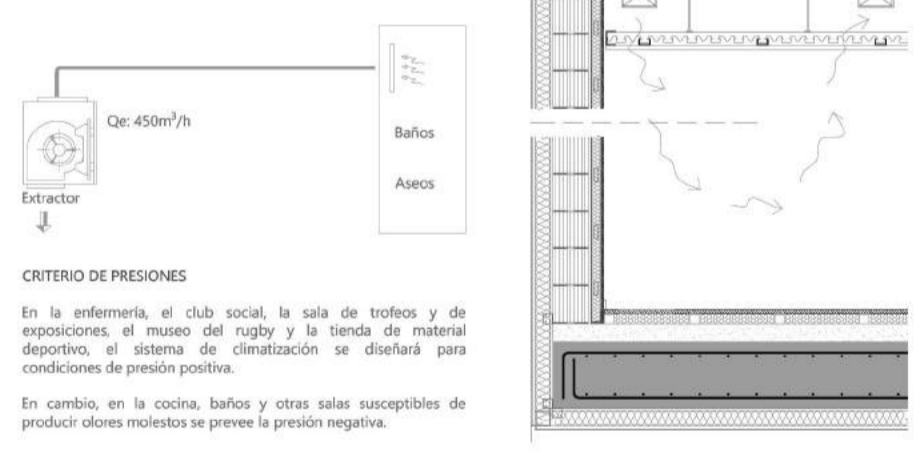 Qe: 450m³/h
Baños
Aseos
Extractor
CRITERIO DE PRESIONES
En la enfermería, el club social, la sala de trofeos y de
exposiciones, el museo del rugby y la tienda de material
deportivo, el sistema de climatización se diseñará para
condiciones de presión positiva.
En cambio, en la cocina, baños y otras salas susceptibles de
producir olores molestos se prevee la presión negativa.